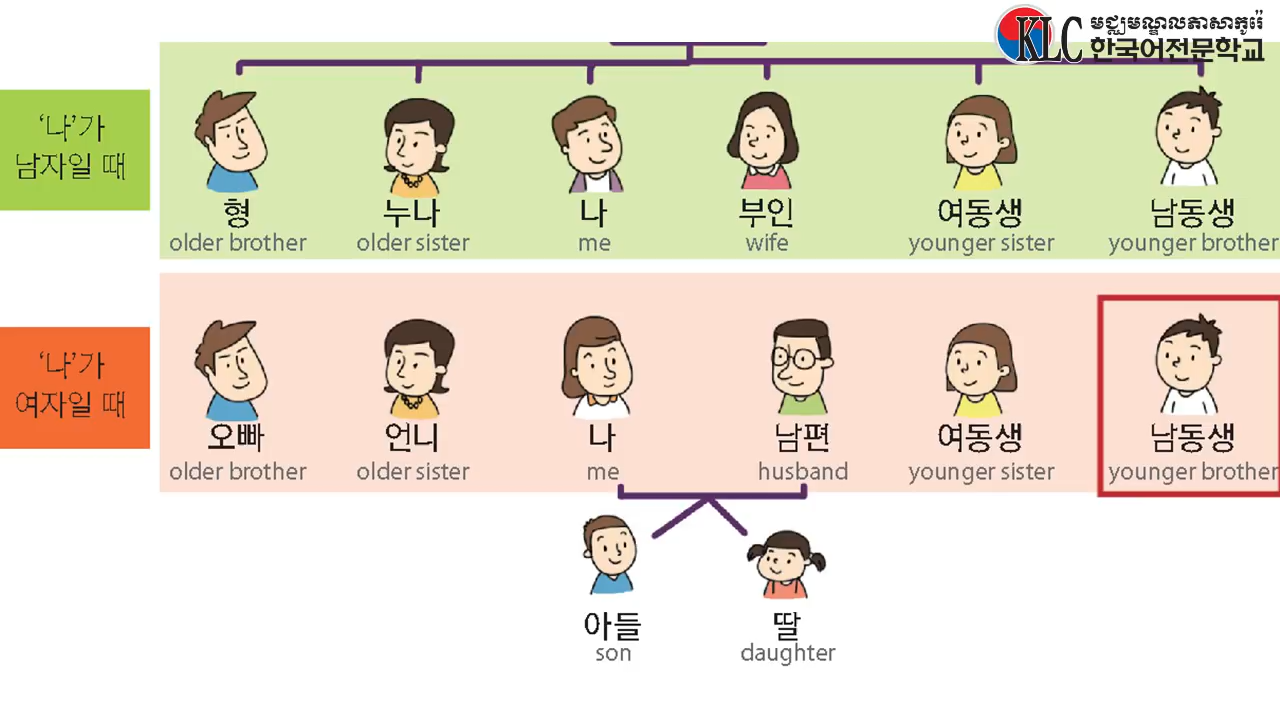 KLC
មជ្ឈមណ្ឌលភាសាកូរ៉េ
한국어전문학교
‘나’가
남자일 때
형
older brother
누나
older sister
나
me
부인
wife
여동생
younger sister
남동생
younger brother
‘나’가
여자일 때
오빠
older brother
언니
older sister
나
me
남편
husband
여동생
younger sister
남동생
younger brother
아들
son
딸
daughter